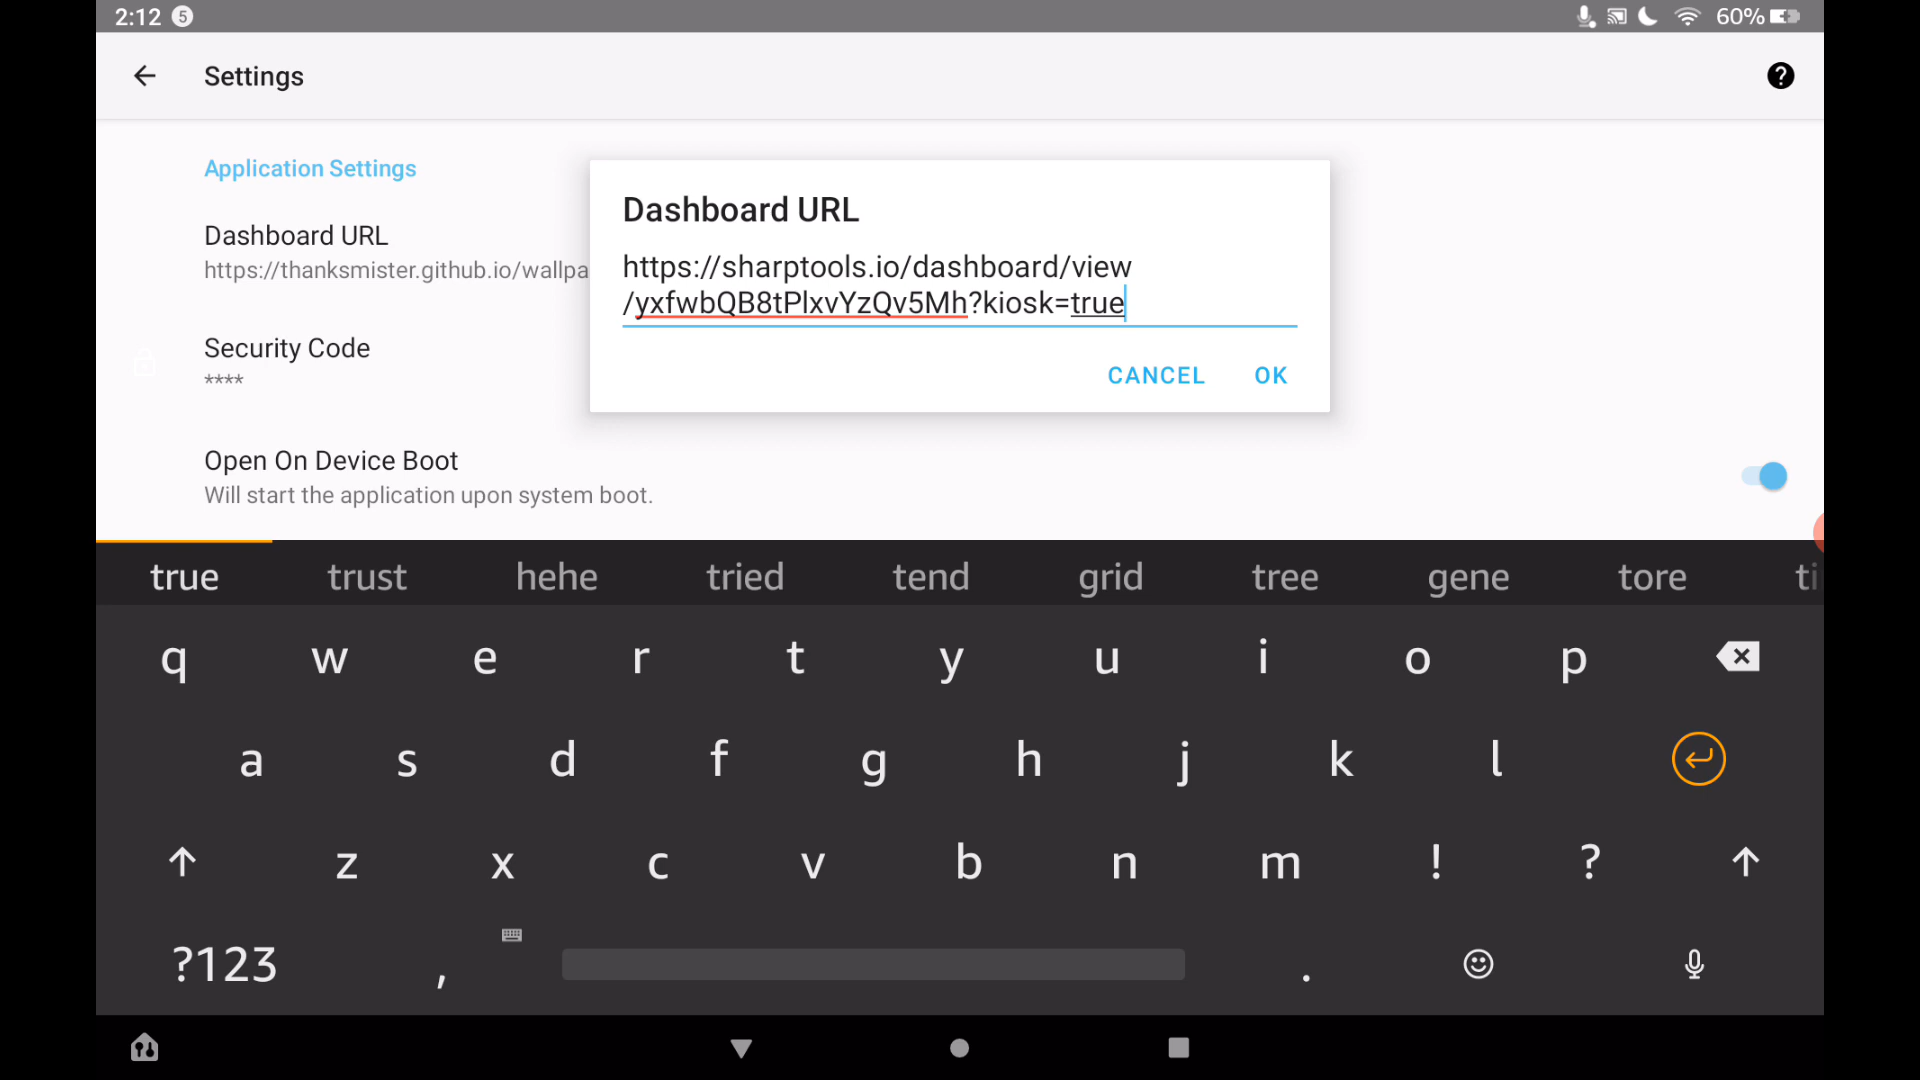 2:12 5 60%
Settings ?
Application Settings
Dashboard URL
https://thanksmister.github.io/wallpa
Security Code
****
Open On Device Boot
Will start the application upon system boot.
Dashboard URL
https://sharptools.io/dashboard/view
/yxfwbQB8tPlxvYzQv5Mh?kiosk=true
CANCEL OK
true trust hehe tried tend grid tree gene tore
q w e r t y u i o p
a s d f g h j k l
z x c v b n m ! ?
?123 , .